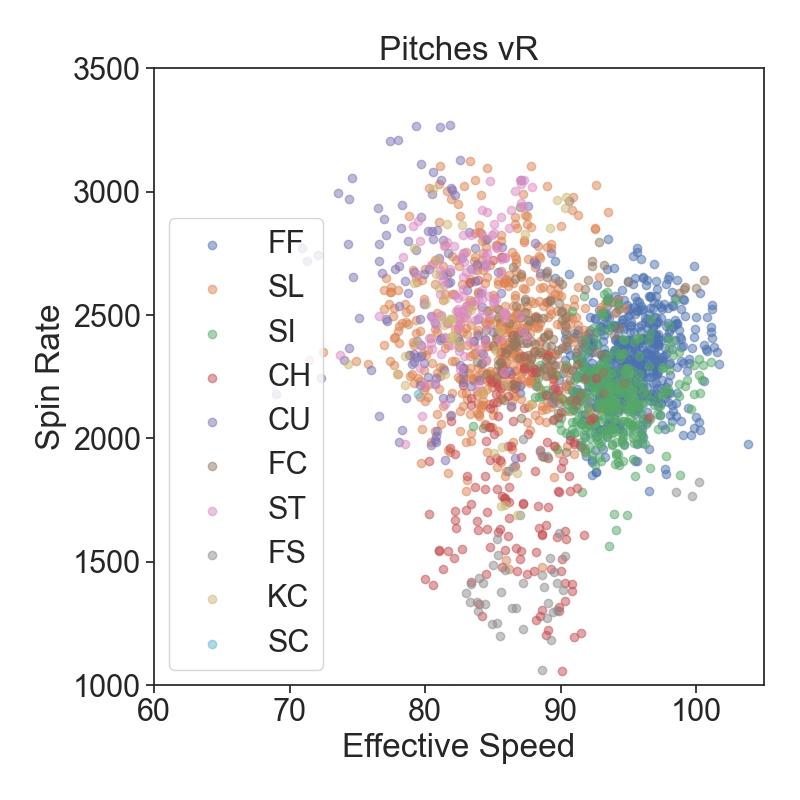 Pitches vR
3500
3000
2500
2000
1500
1000
Spin Rate
FF
SL
SI
CH
CU
FC
ST
FS
KC
SC
60
70
80
90
100
Effective Speed